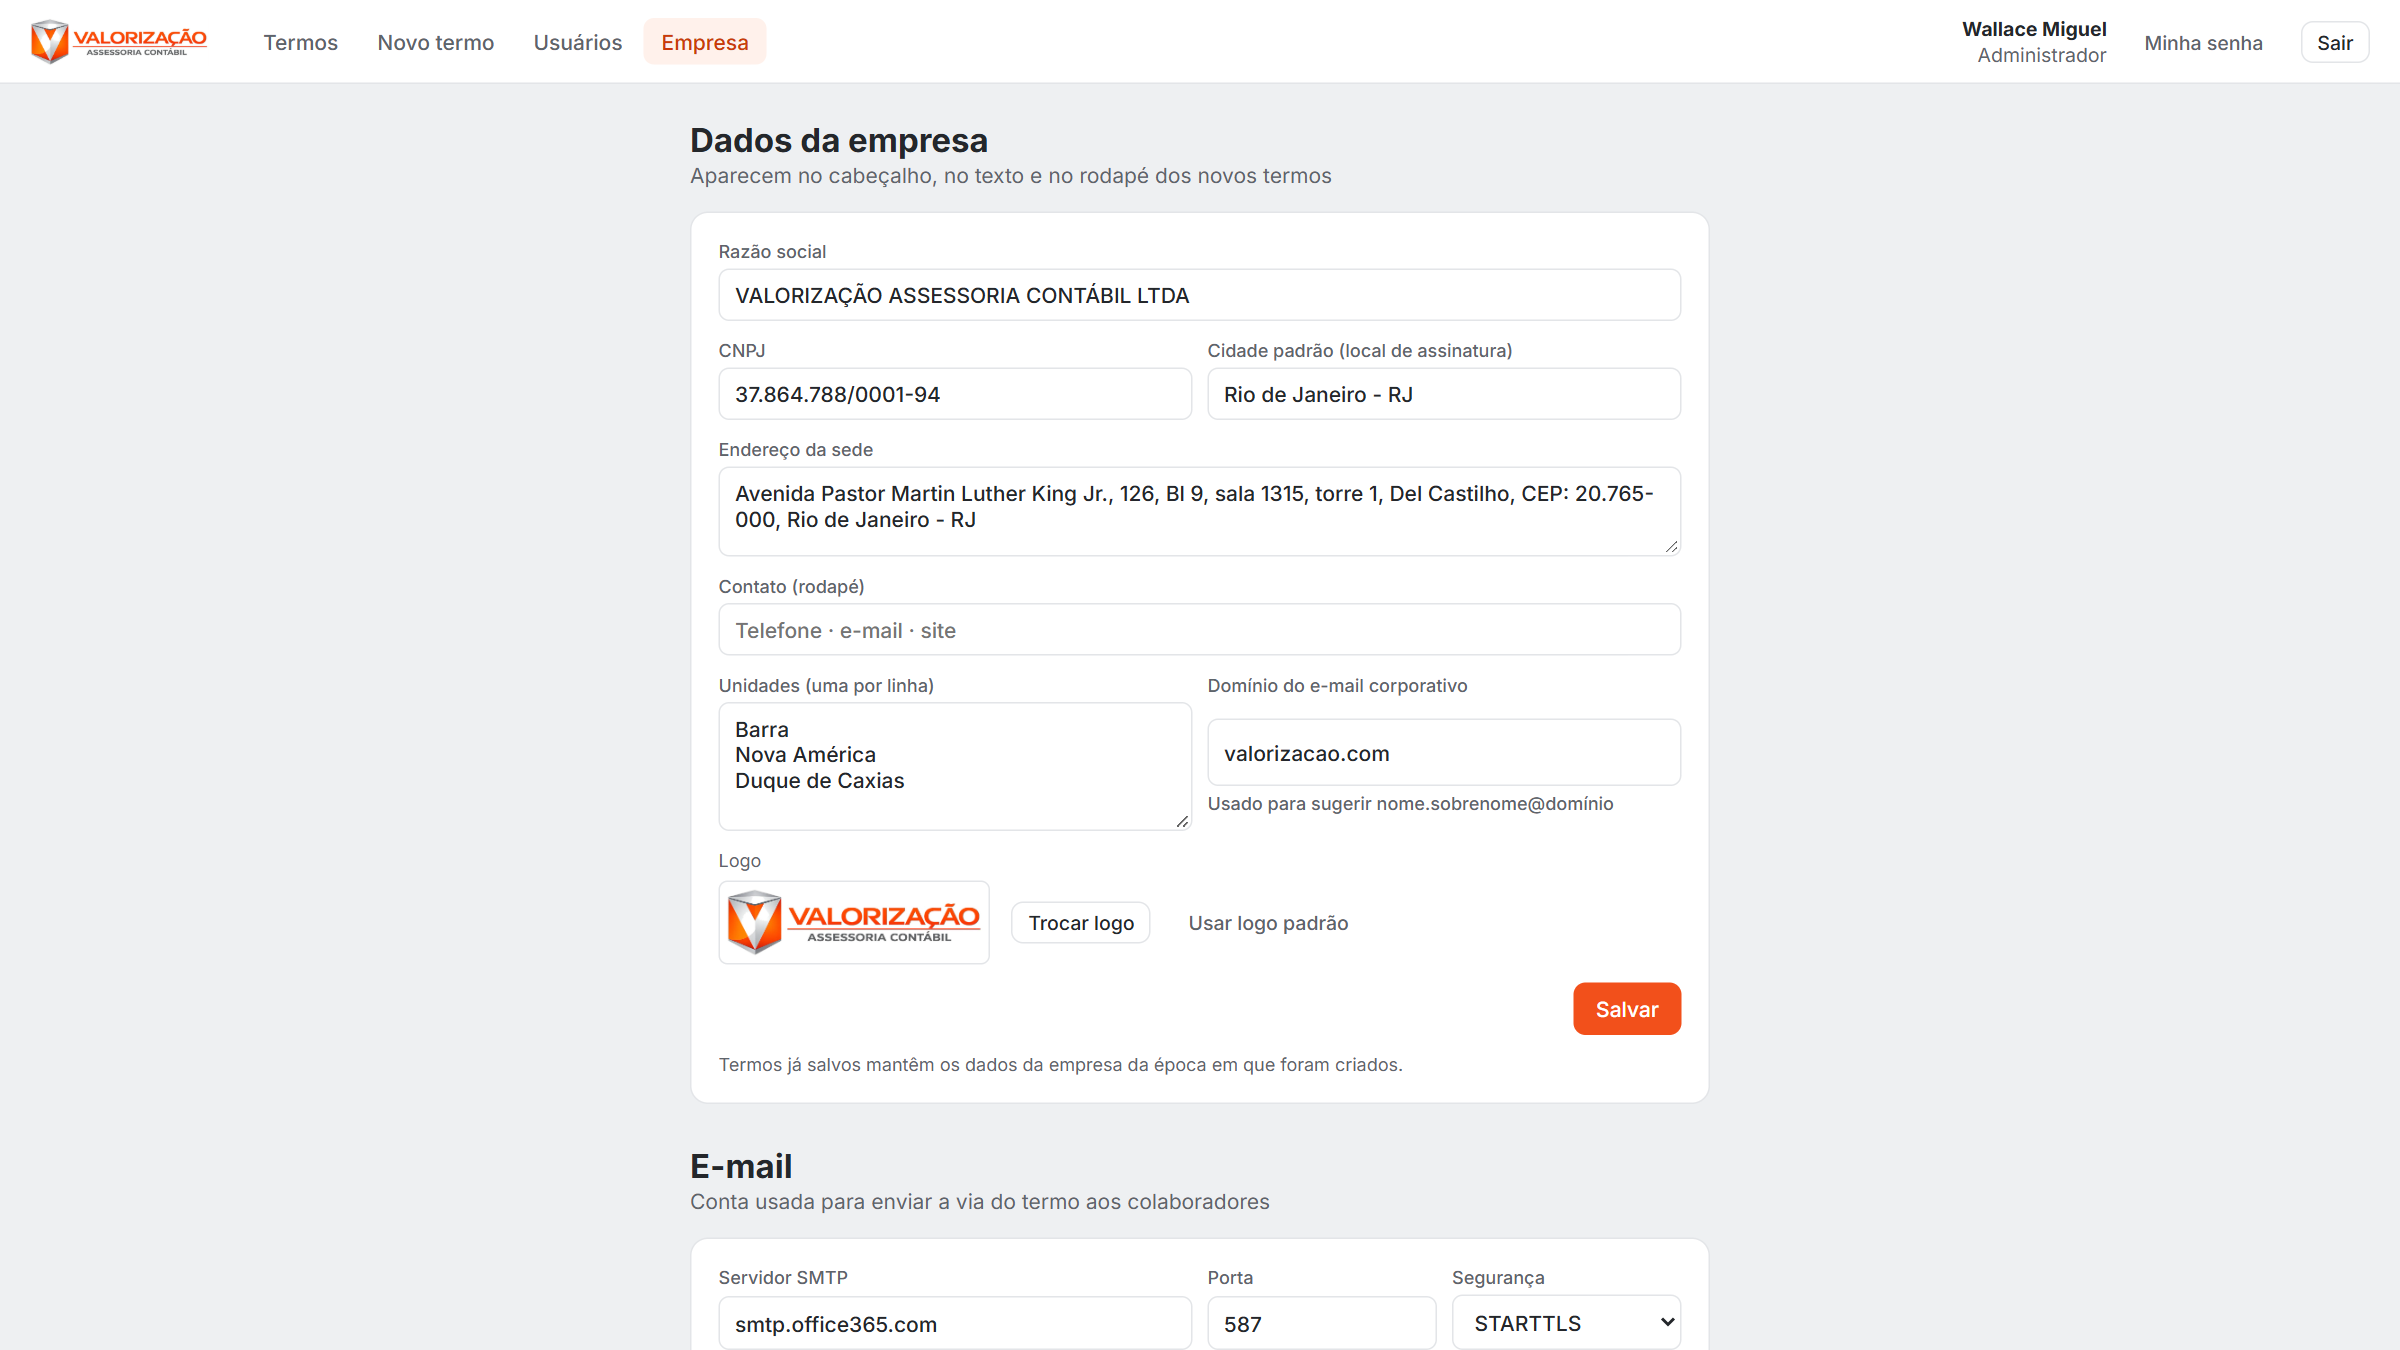 VALORIZAÇÃO
ASSESSORIA CONTÁBIL
Termos
Novo termo
Usuários
Empresa
Wallace Miguel
Administrador
Minha senha
Sair
Dados da empresa
Aparecem no cabeçalho, no texto e no rodapé dos novos termos
Razão social
VALORIZAÇÃO ASSESSORIA CONTÁBIL LTDA
CNPJ
Cidade padrão (local de assinatura)
37.864.788/0001-94
Rio de Janeiro - RJ
Endereço da sede
Avenida Pastor Martin Luther King Jr., 126, Bl 9, sala 1315, torre 1, Del Castilho, CEP: 20.765-
000, Rio de Janeiro - RJ
Contato (rodapé)
Telefone · e-mail · site
Unidades (uma por linha)
Domínio do e-mail corporativo
Barra
Nova América
Duque de Caxias
valorizacao.com
Usado para sugerir nome.sobrenome@domínio
Logo
VALORIZAÇÃO
ASSESSORIA CONTÁBIL
Trocar logo
Usar logo padrão
Salvar
Termos já salvos mantêm os dados da empresa da época em que foram criados.
E-mail
Conta usada para enviar a via do termo aos colaboradores
Servidor SMTP
Porta
Segurança
smtp.office365.com
587
STARTTLS